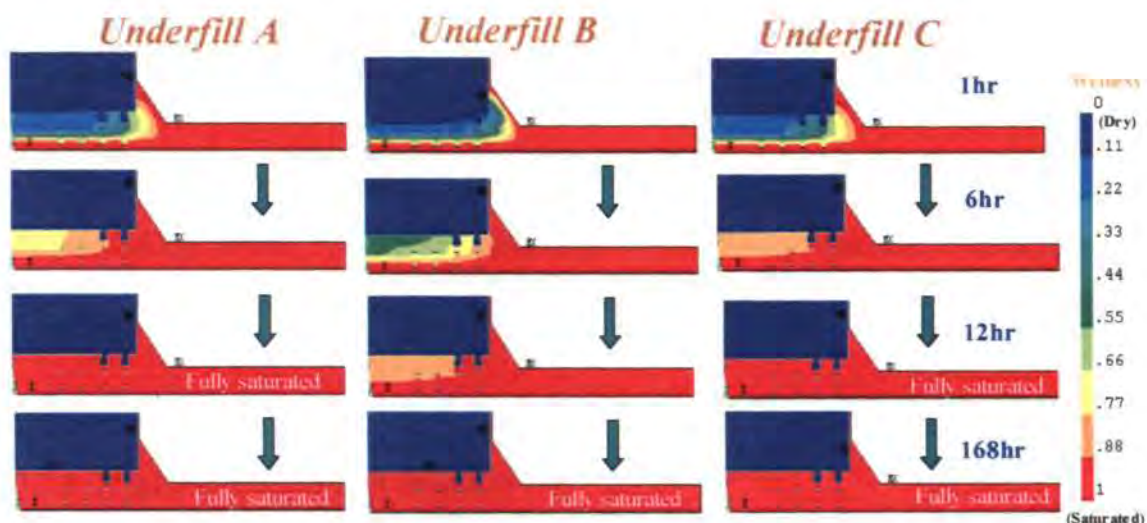 Underfill A
Underfill B
Underfill C
1hr
0
(Dry)
.11
.22
6hr
.33
.44
.55
12hr
.66
Fully saturated
Fully saturated
.77
.88
168hr
Fully saturated
Fully saturated
Fully saturated
1
(Saturated)